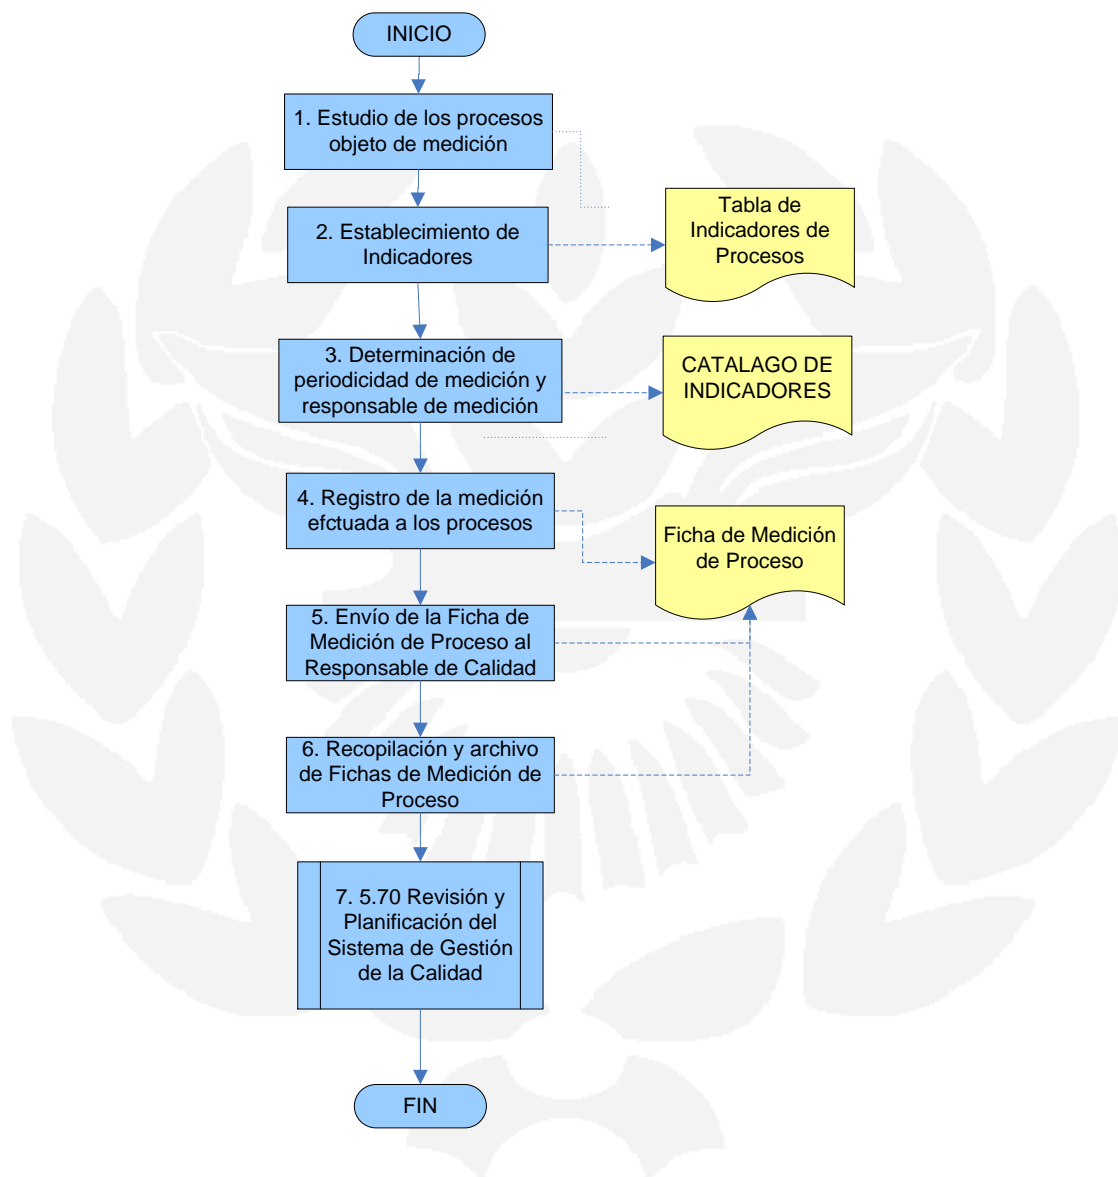 INICIO
1. Estudio de los procesos
objeto de medición
2. Establecimiento de
Indicadores
Tabla de
Indicadores de
Procesos
3. Determinación de
periodicidad de medición y
responsable de medición
CATALAGO DE
INDICADORES
4. Registro de la medición
efctuada a los procesos
Ficha de Medición
de Proceso
5. Envío de la Ficha de
Medición de Proceso al
Responsable de Calidad
6. Recopilación y archivo
de Fichas de Medición de
Proceso
7. 5.70 Revisión y
Planificación del
Sistema de Gestión
de la Calidad
FIN